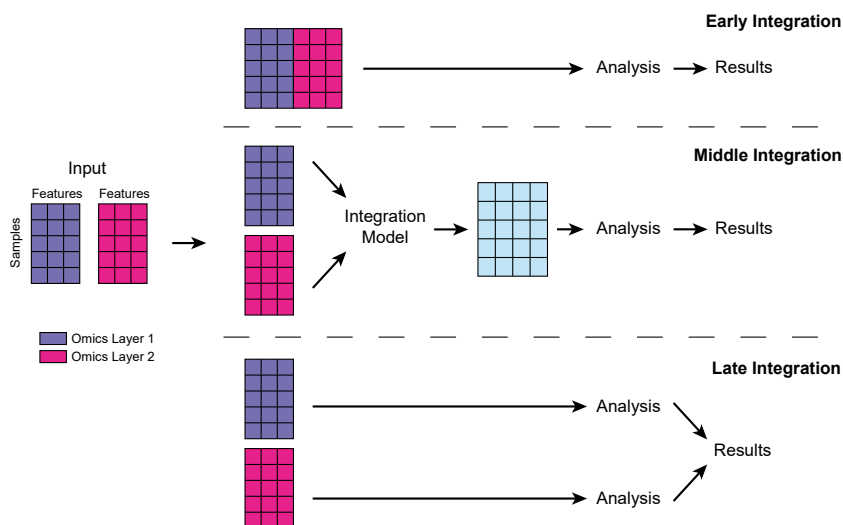 Early Integration
Analysis
Results
Middle Integration
Input
Features
Features
Samples
Integration
Model
Analysis
Results
Omics Layer 1
Omics Layer 2
Late Integration
Analysis
Results
Analysis